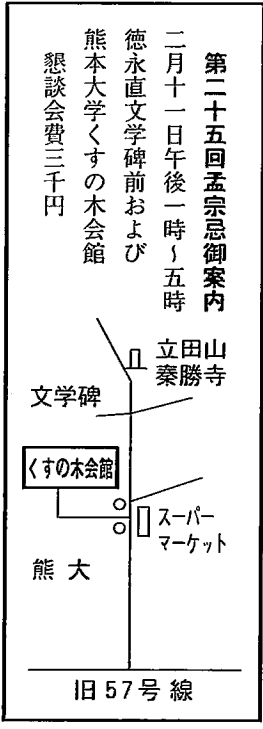 第二十五回孟宗忌御案内
二月十一日午後一時~五時
徳永直文学碑前および
熊本大学くすの木会館
懇談会費三千円
立田山
泰勝寺
文学碑
くすの木会館
スーパー
マーケット
熊大
旧57号線